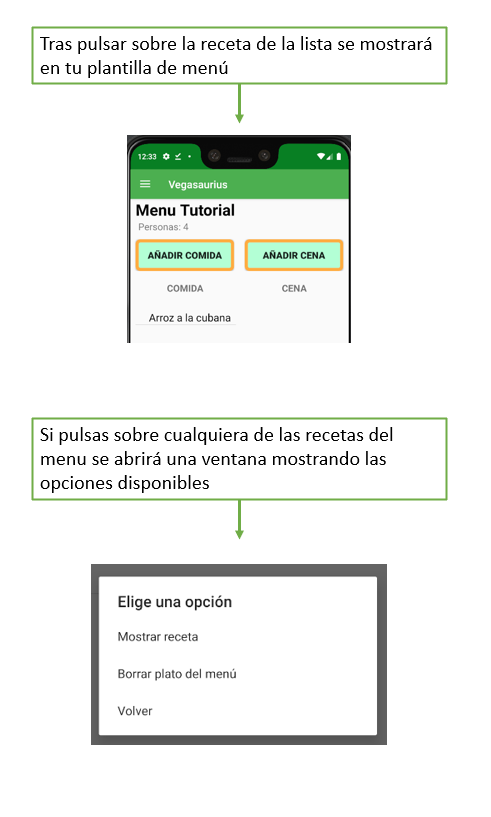 Tras pulsar sobre la receta de la lista se mostrará
en tu plantilla de menú
12:33
Vegasaurius
Menu Tutorial
Personas: 4
AÑADIR COMIDA AÑADIR CENA
COMIDA CENA
Arroz a la cubana
Si pulsas sobre cualquiera de las recetas del
menu se abrirá una ventana mostrando las
opciones disponibles
Elige una opción
Mostrar receta
Borrar plato del menú
Volver